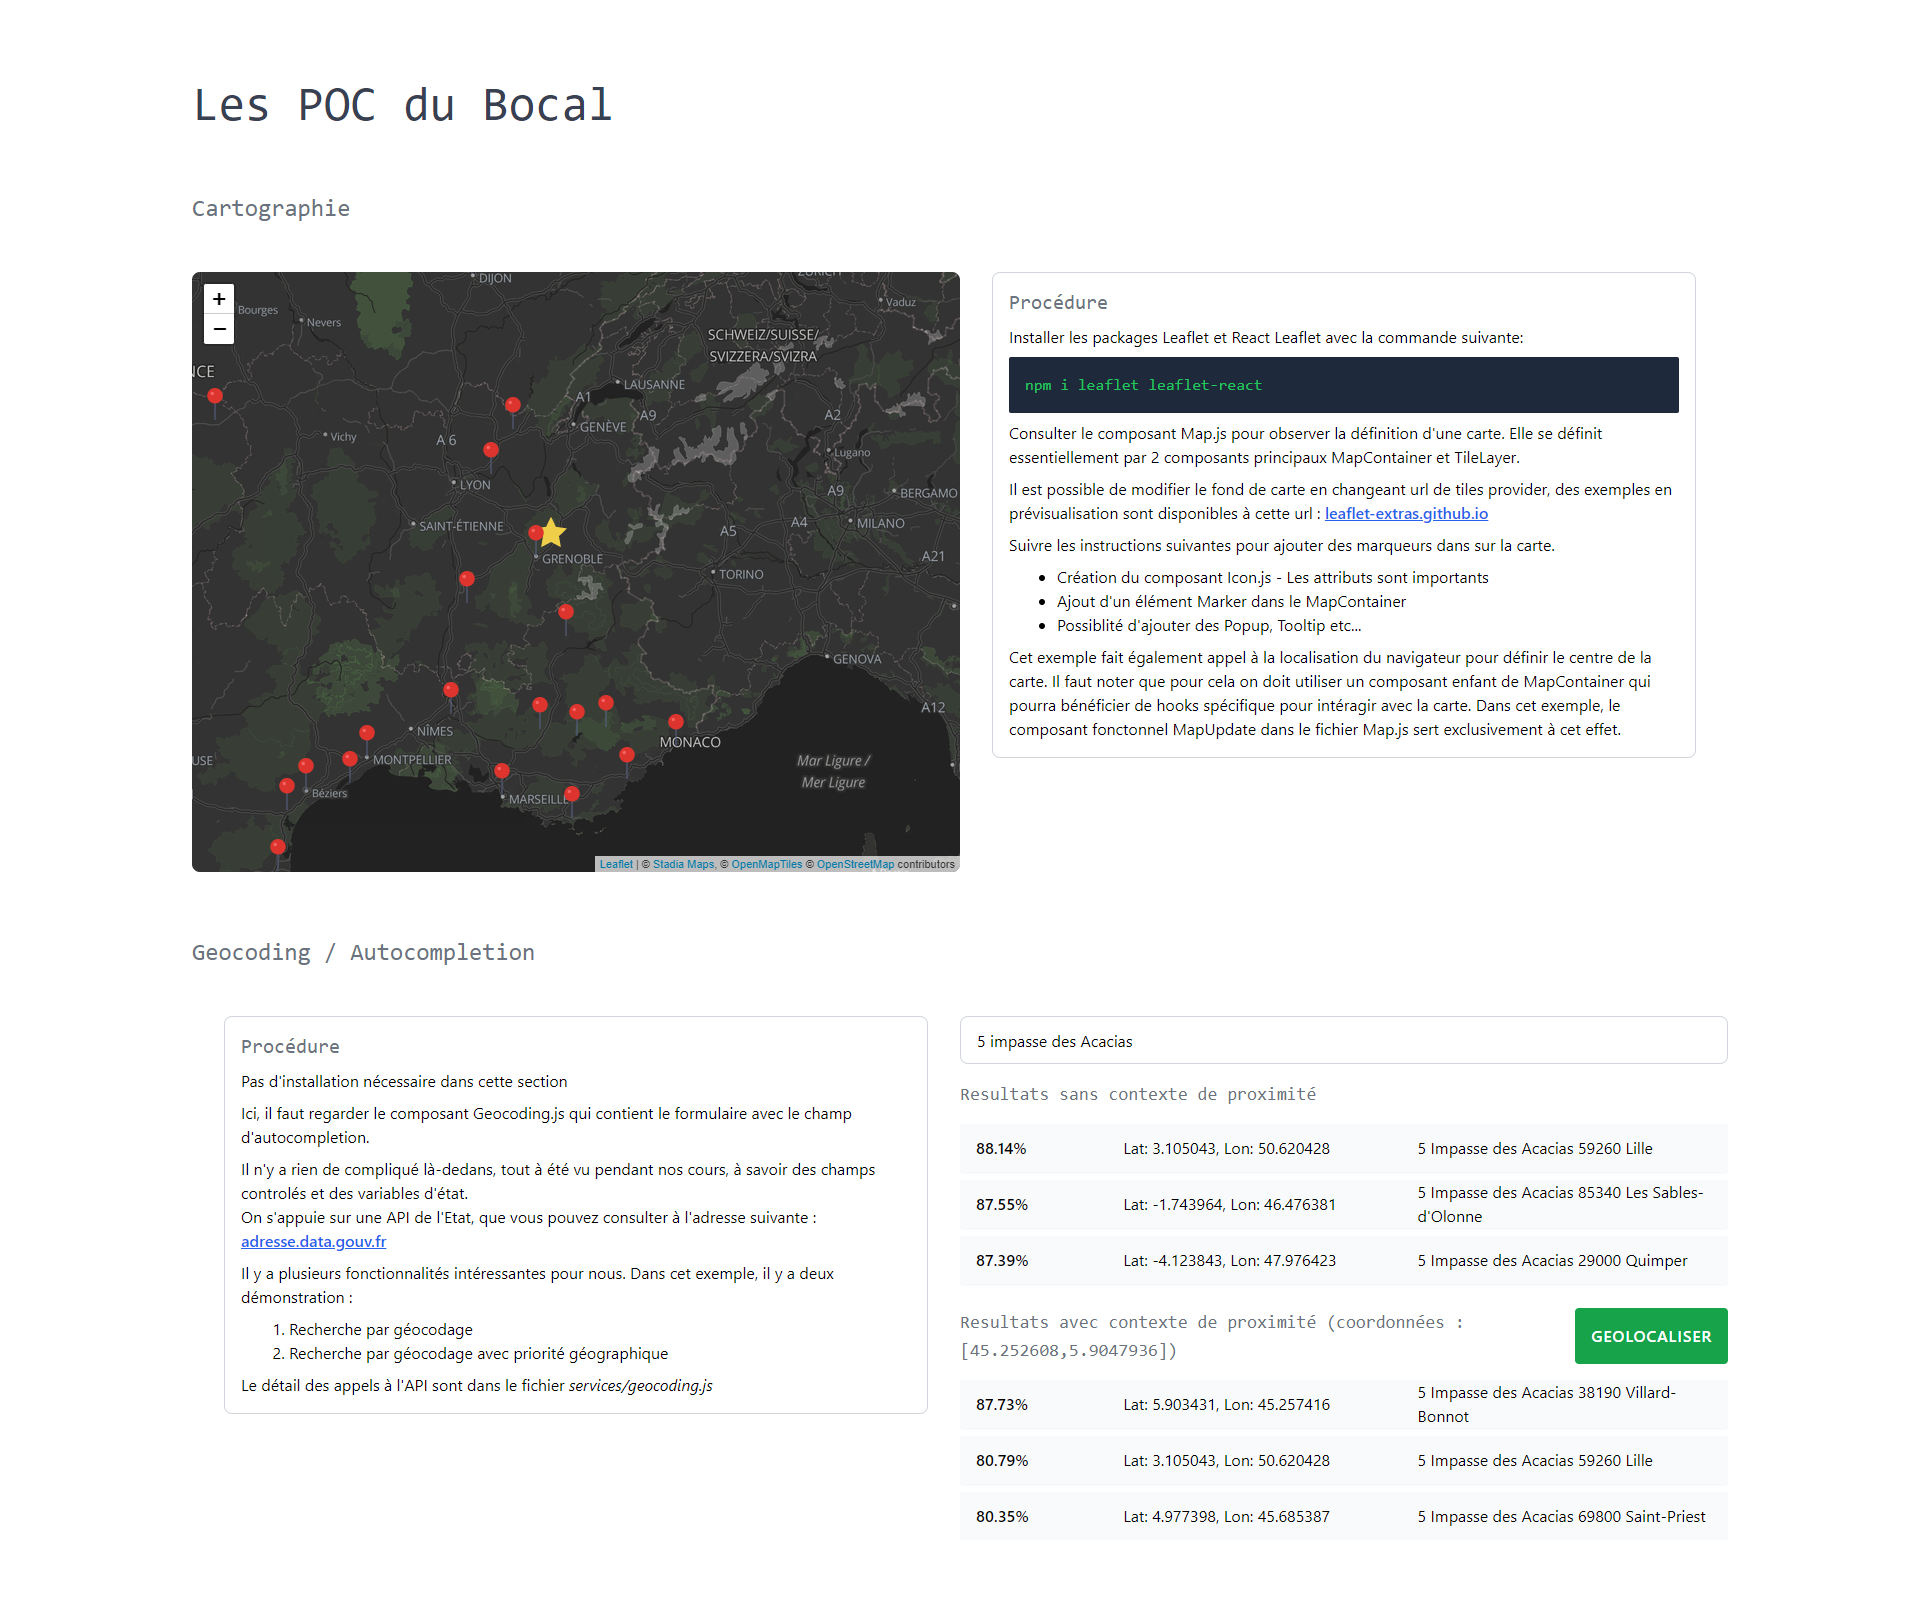 Les POC du Bocal
Cartographie
+
−
DIJON
ZÜRICH
Bourges
Nevers
Vaduz
SCHWEIZ/SUISSE/
SVIZZERA/SVIZRA
NCE
LAUSANNE
A1
A9
A2
GENÈVE
Vichy
A 6
Lugano
LYON
A9
BERGAMO
SAINT-ÉTIENNE
A5
A4
MILANO
GRENOBLE
A21
TORINO
GENOVA
A12
NÎMES
MONACO
USE
MONTPELLIER
Mar Ligure /
Mer Ligure
Béziers
MARSEILLE
Leaflet | © Stadia Maps, © OpenMapTiles © OpenStreetMap contributors
Procédure
Installer les packages Leaflet et React Leaflet avec la commande suivante:
npm i leaflet leaflet-react
Consulter le composant Map.js pour observer la définition d'une carte. Elle se définit
essentiellement par 2 composants principaux MapContainer et TileLayer.
Il est possible de modifier le fond de carte en changeant url de tiles provider, des exemples en
prévisualisation sont disponibles à cette url : leaflet-extras.github.io
Suivre les instructions suivantes pour ajouter des marqueurs dans sur la carte.
• Création du composant Icon.js - Les attributs sont importants
• Ajout d'un élément Marker dans le MapContainer
• Possiblité d'ajouter des Popup, Tooltip etc...
Cet exemple fait également appel à la localisation du navigateur pour définir le centre de la
carte. Il faut noter que pour cela on doit utiliser un composant enfant de MapContainer qui
pourra bénéficier de hooks spécifique pour intéragir avec la carte. Dans cet exemple, le
composant fonctonnel MapUpdate dans le fichier Map.js sert exclusivement à cet effet.
Geocoding / Autocompletion
Procédure
Pas d'installation nécessaire dans cette section
Ici, il faut regarder le composant Geocoding.js qui contient le formulaire avec le champ
d'autocompletion.
Il n'y a rien de compliqué là-dedans, tout à été vu pendant nos cours, à savoir des champs
controlés et des variables d'état.
On s'appuie sur une API de l'Etat, que vous pouvez consulter à l'adresse suivante :
adresse.data.gouv.fr
Il y a plusieurs fonctionnalités intéressantes pour nous. Dans cet exemple, il y a deux
démonstration :
1. Recherche par géocodage
2. Recherche par géocodage avec priorité géographique
Le détail des appels à l'API sont dans le fichier services/geocoding.js
5 impasse des Acacias
Resultats sans contexte de proximité
88.14% Lat: 3.105043, Lon: 50.620428 5 Impasse des Acacias 59260 Lille
87.55% Lat: -1.743964, Lon: 46.476381 5 Impasse des Acacias 85340 Les Sables-
d'Olonne
87.39% Lat: -4.123843, Lon: 47.976423 5 Impasse des Acacias 29000 Quimper
Resultats avec contexte de proximité (coordonnées :
[45.252608,5.9047936])
GEOLOCALISER
87.73% Lat: 5.903431, Lon: 45.257416 5 Impasse des Acacias 38190 Villard-
Bonnot
80.79% Lat: 3.105043, Lon: 50.620428 5 Impasse des Acacias 59260 Lille
80.35% Lat: 4.977398, Lon: 45.685387 5 Impasse des Acacias 69800 Saint-Priest